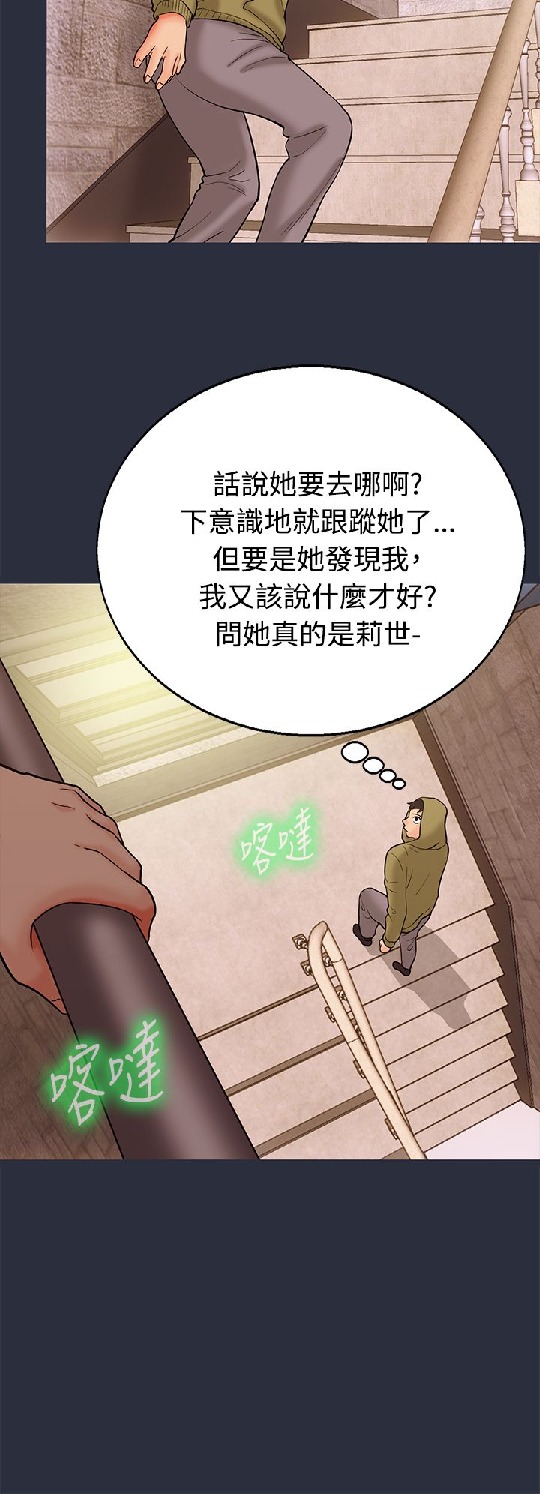 話說她要去哪啊?
下意識地就跟蹤她了...
但要是她發現我，
我又該說什麼才好?
問她真的是莉世-
喀噠
喀噠